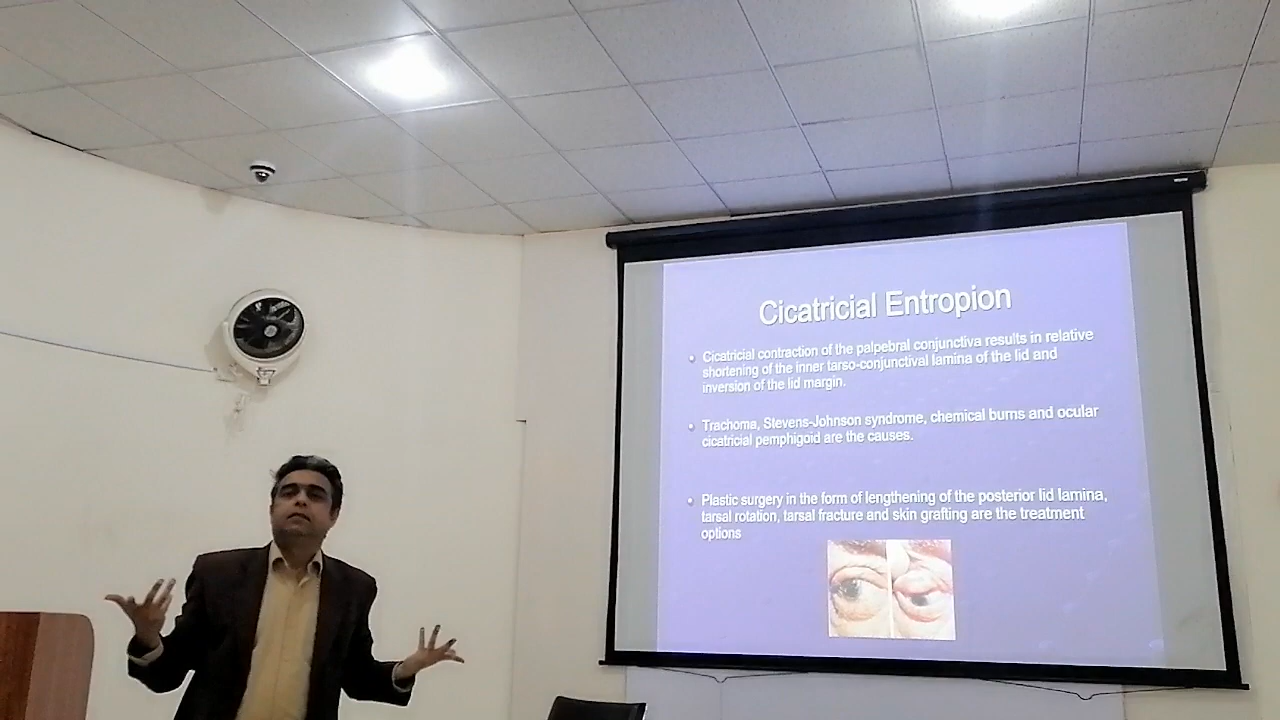 Cicatricial Entropion
Cicatricial contraction of the palpebral conjunctiva results in relative
shortening of the inner tarso-conjunctival lamina of the lid and
inversion of the lid margin.
Trachoma, Stevens-Johnson syndrome, chemical burns and ocular
cicatricial pemphigoid are the causes.
Plastic surgery in the form of lengthening of the posterior lid lamina,
tarsal rotation, tarsal fracture and skin grafting are the treatment
options